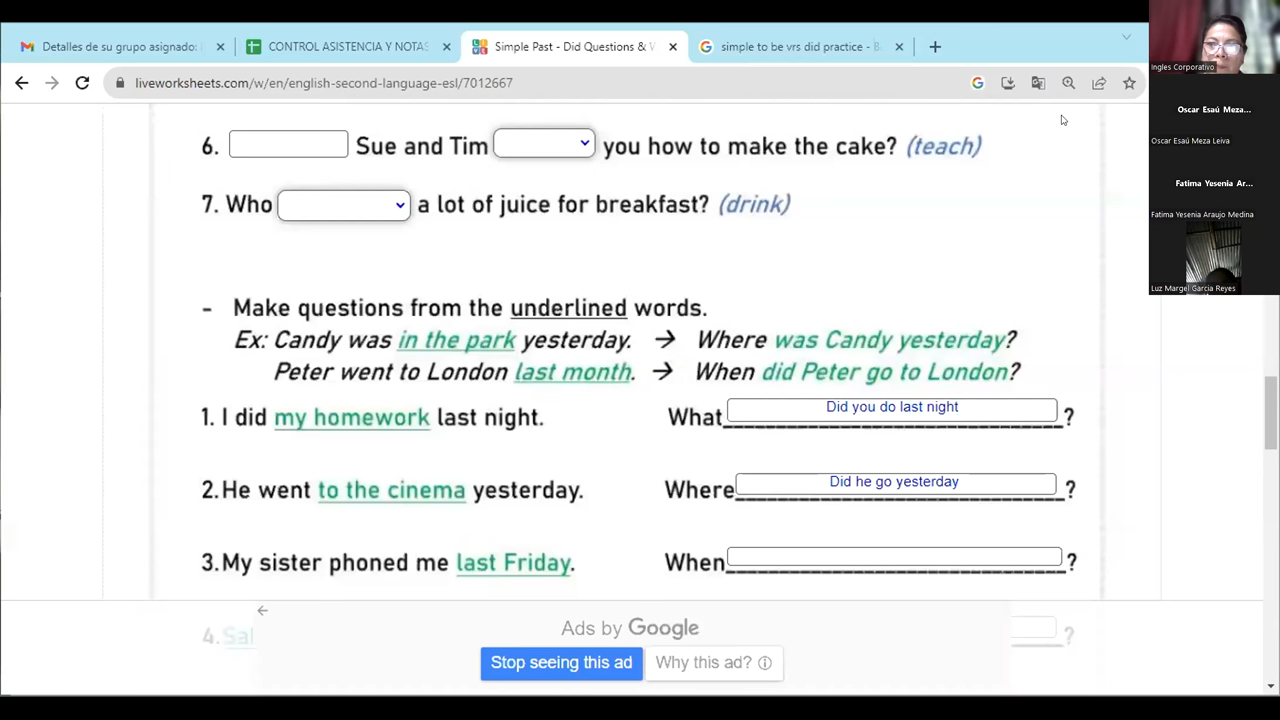 Detalles de su grupo asignado:
CONTROL ASISTENCIA Y NOTAS
Simple Past - Did Questions & W
simple to be vrs did practice - B
liveworksheets.com/w/en/english-second-language-esl/7012667
6. Sue and Tim you how to make the cake? (teach)
7. Who a lot of juice for breakfast? (drink)
- Make questions from the underlined words.
Ex: Candy was in the park yesterday. → Where was Candy yesterday?
Peter went to London last month. → When did Peter go to London?
1. I did my homework last night. What Did you do last night ?
2.He went to the cinema yesterday. Where Did he go yesterday ?
3.My sister phoned me last Friday. When ?
4.Sal ?
Ads by Google
Stop seeing this ad
Why this ad?
Ingles Corporativo
Oscar Esaú Meza...
Oscar Esaú Meza Leiva
Fatima Yesenia Ar...
Fatima Yesenia Araujo Medina
Luz Margel Garcia Reyes